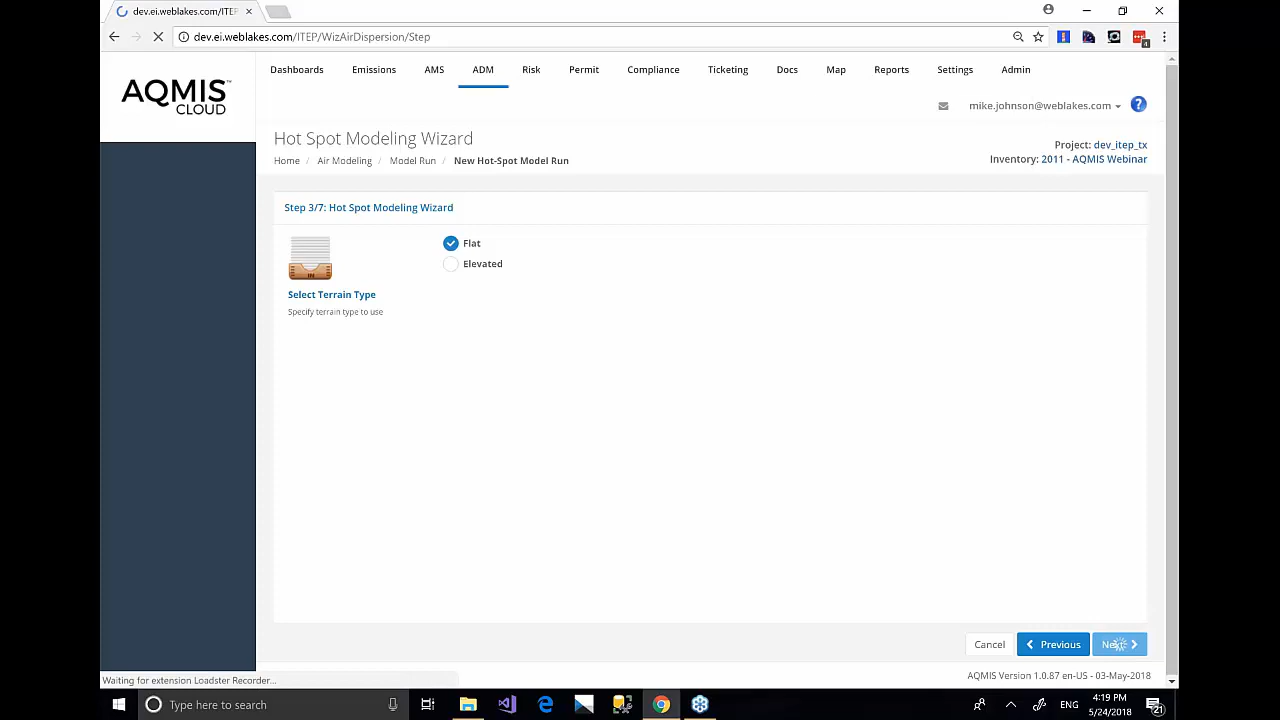 dev.ei.weblakes.com/ITEP
dev.ei.weblakes.com/ITEP/WizAirDispersion/Step
AQMIS™
CLOUD
Dashboards Emissions AMS ADM Risk Permit Compliance Ticketing Docs Map Reports Settings Admin
mike.johnson@weblakes.com
Hot Spot Modeling Wizard
Home / Air Modeling / Model Run / New Hot-Spot Model Run
Project: dev_itep_tx
Inventory: 2011 - AQMIS Webinar
Step 3/7: Hot Spot Modeling Wizard
Flat
Elevated
Select Terrain Type
Specify terrain type to use
Cancel Previous Next
AQMIS Version 1.0.87 en-US - 03-May-2018
Waiting for extension Loadster Recorder...
Type here to search
ENG
4:19 PM
5/24/2018
21